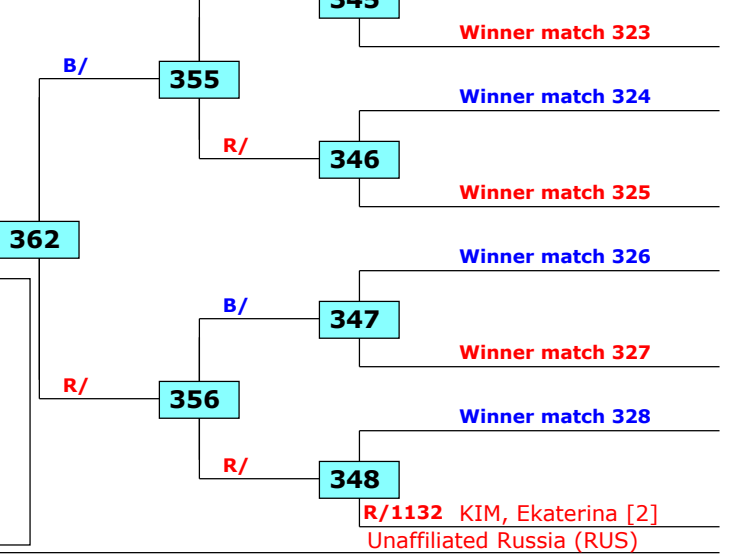 345
Winner match 323
B/
355
Winner match 324
R/
346
Winner match 325
362
Winner match 326
B/
347
Winner match 327
R/
356
Winner match 328
R/
348
R/1132 KIM, Ekaterina [2]
Unaffiliated Russia (RUS)